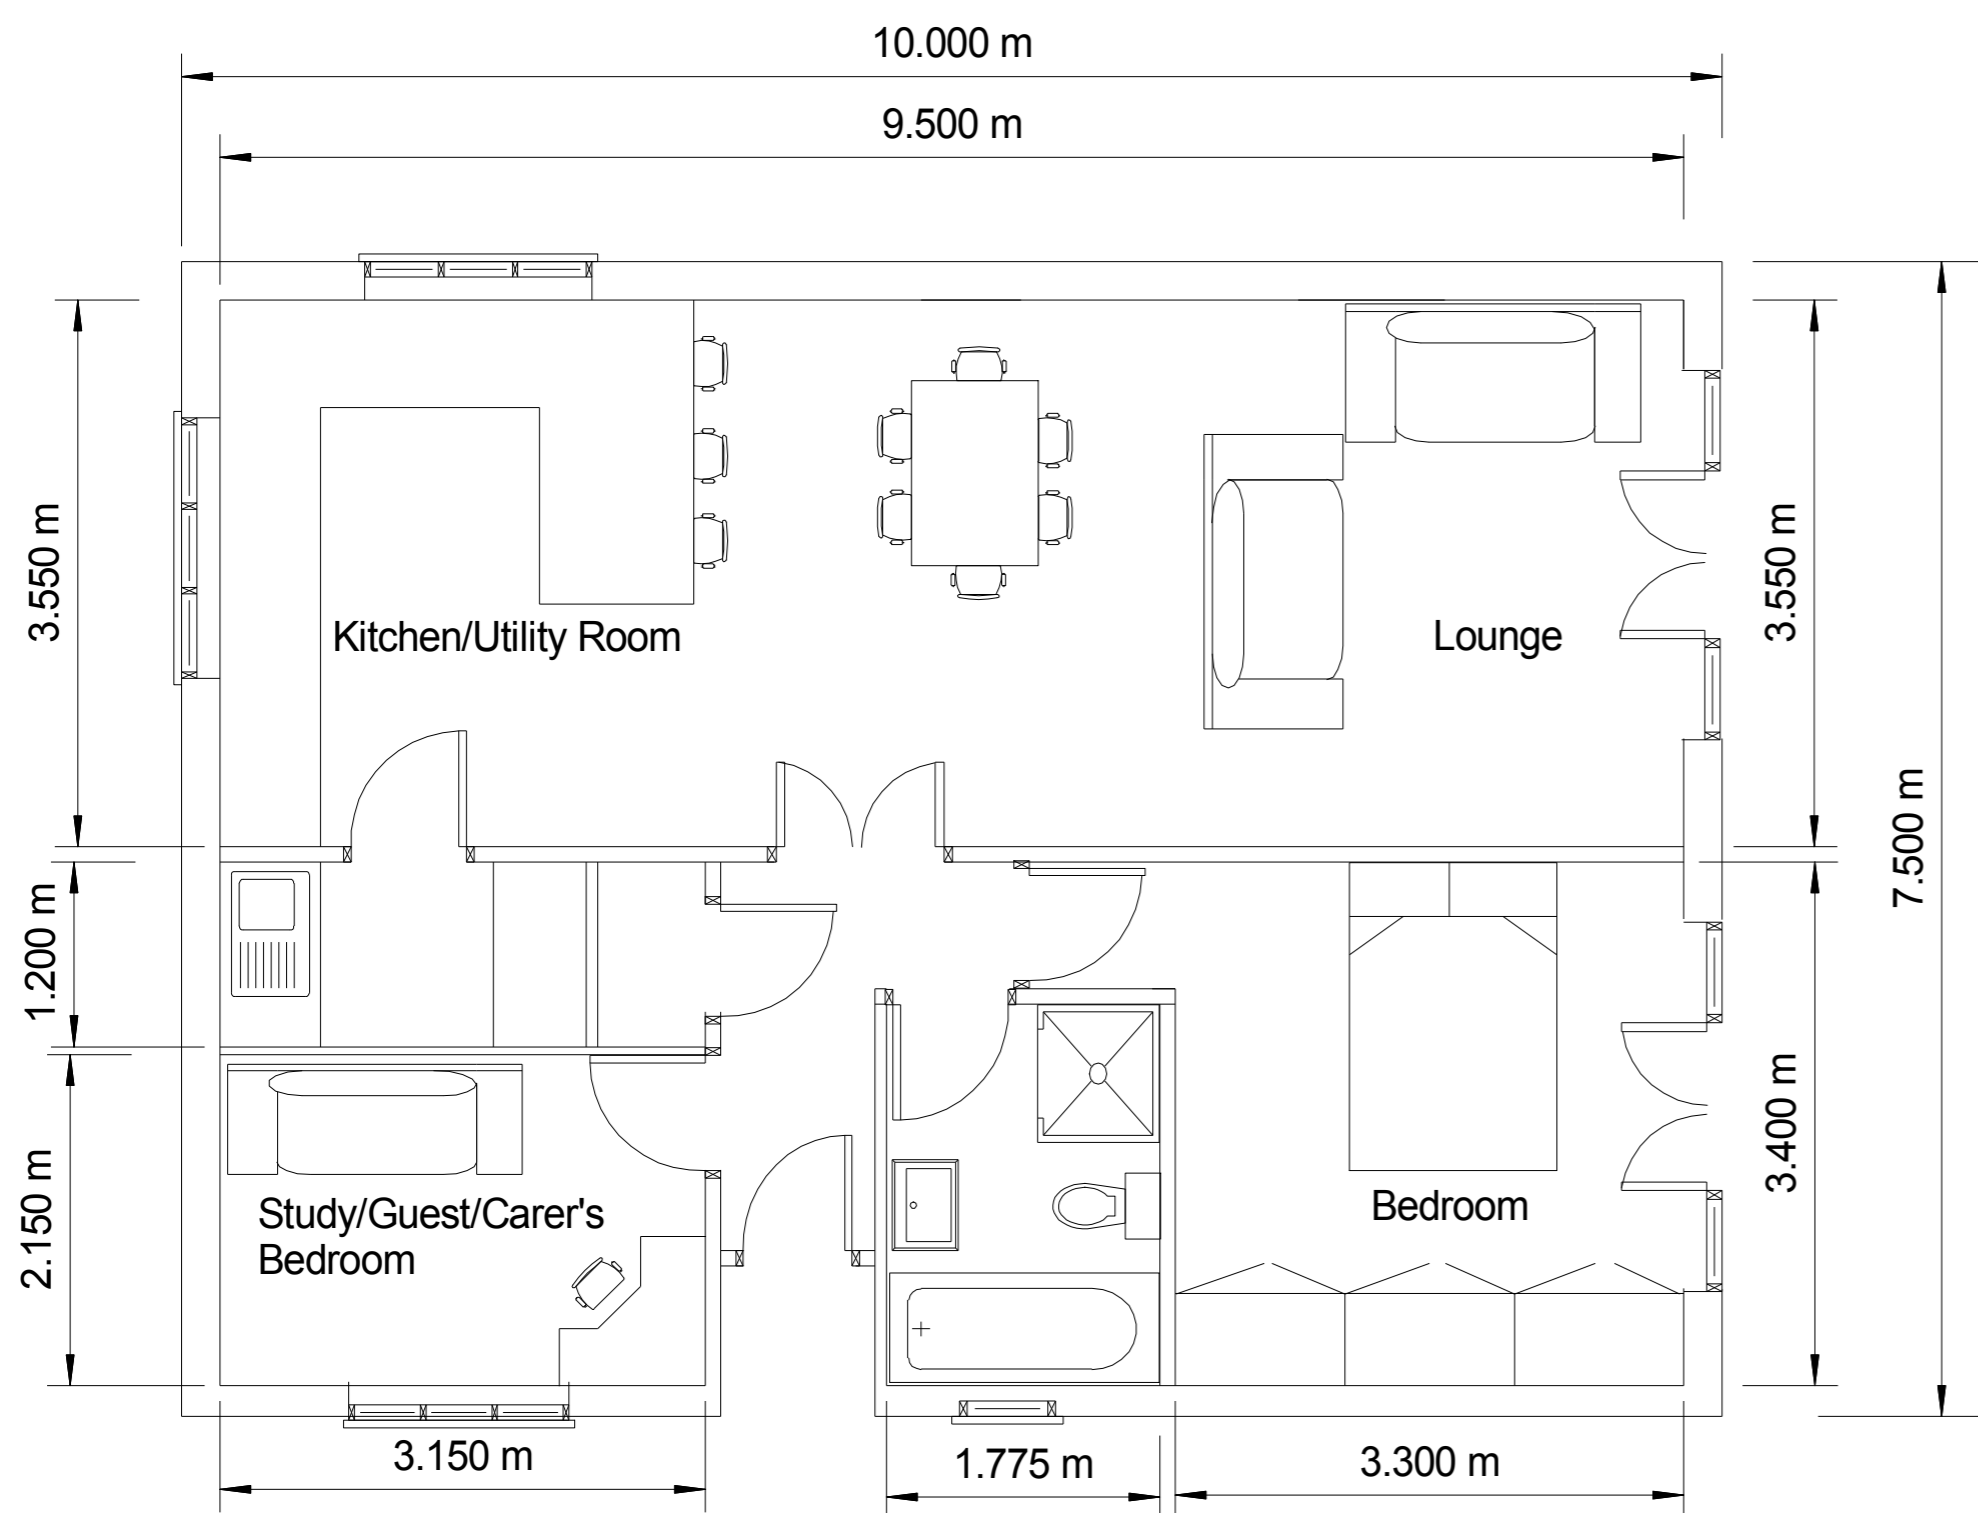 10.000 m
9.500 m
3.550 m
3.550 m
Kitchen/Utility Room
Lounge
7.500 m
1.200 m
3.400 m
2.150 m
Study/Guest/Carer's
Bedroom
Bedroom
3.150 m
1.775 m
3.300 m